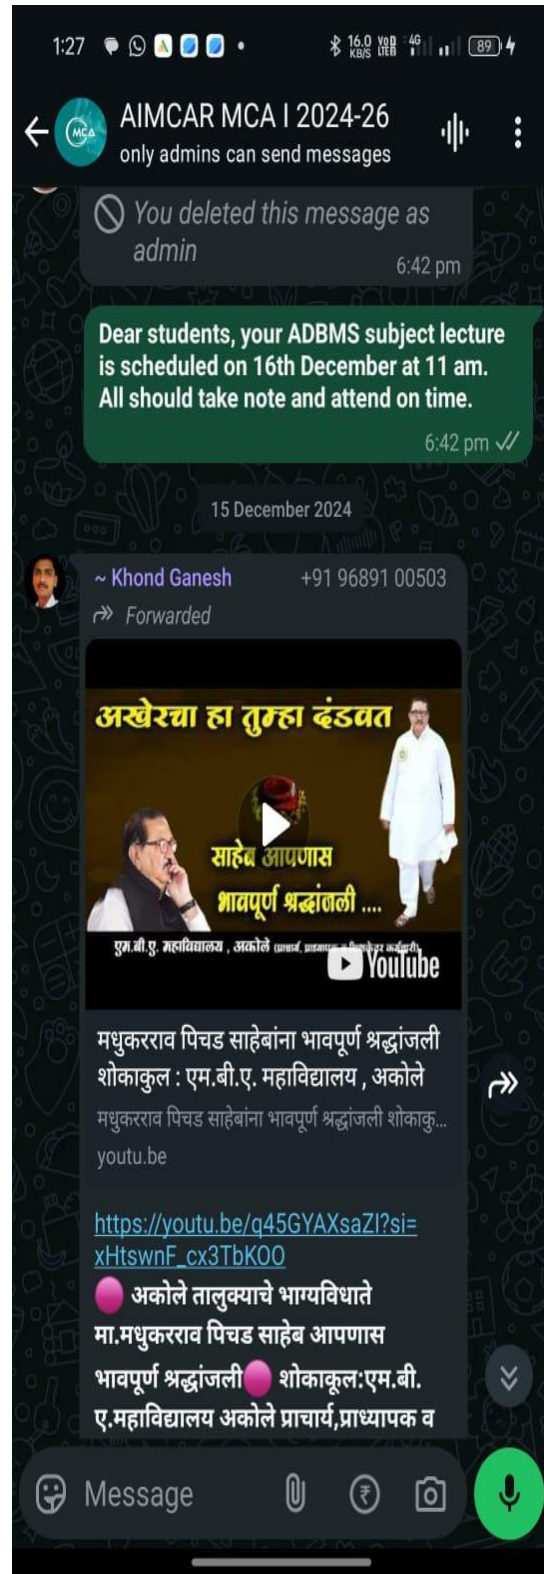 1:27
16.0 KB/S
4G
89
AIMCAR MCA I 2024-26
only admins can send messages
You deleted this message as
admin
6:42 pm
Dear students, your ADBMS subject lecture
is scheduled on 16th December at 11 am.
All should take note and attend on time.
6:42 pm
15 December 2024
~ Khond Ganesh +91 96891 00503
Forwarded
अखेरचा हा तुम्हा दंडवत
साहेब आपणास
भावपूर्ण श्रद्धांजली ....
एम.बी.ए. महाविद्यालय , अकोले
YouTube
मधुकरराव पिचड साहेबांना भावपूर्ण श्रद्धांजली
शोकाकुल : एम.बी.ए. महाविद्यालय , अकोले
मधुकरराव पिचड साहेबांना भावपूर्ण श्रद्धांजली शोकाकु...
youtu.be
https://youtu.be/q45GYAXsaZI?si=
xHtswnF_cx3TbKOO
अकोले तालुक्याचे भाग्यविधाते
मा.मधुकरराव पिचड साहेब आपणास
भावपूर्ण श्रद्धांजली शोकाकूल:एम.बी.
ए.महाविद्यालय अकोले प्राचार्य,प्राध्यापक व
Message